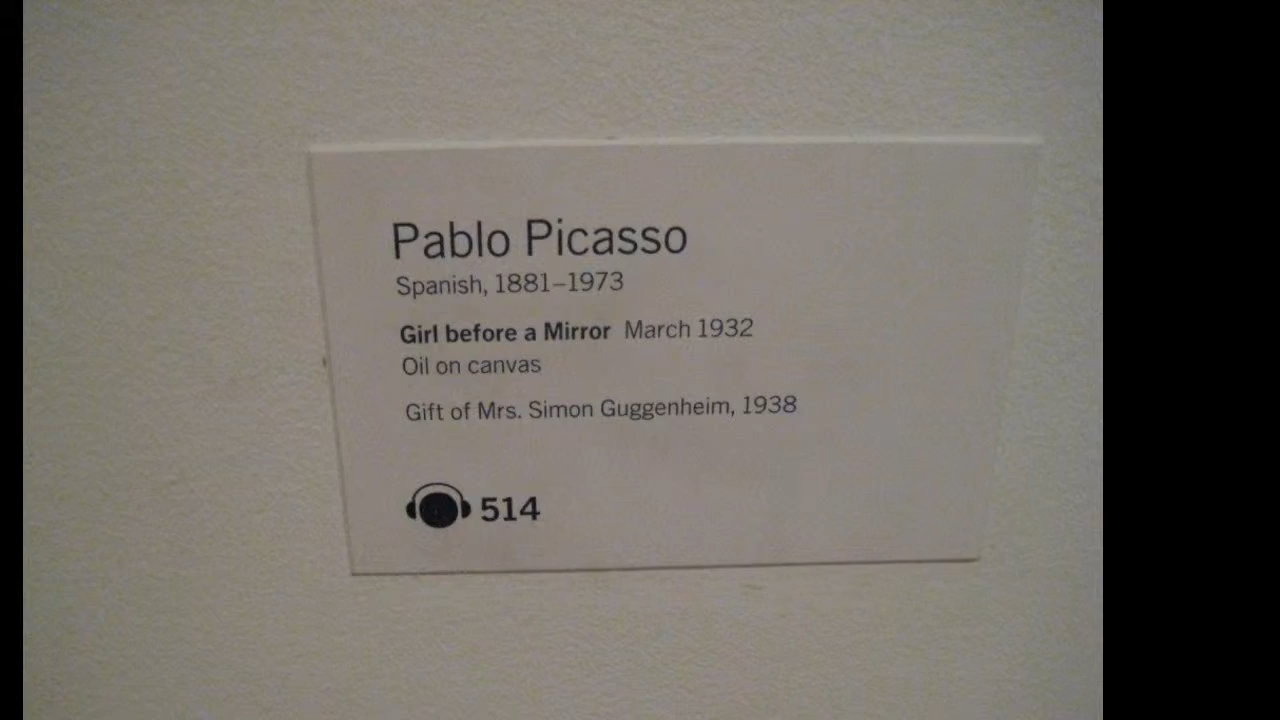 Pablo Picasso
Spanish, 1881–1973
Girl before a Mirror March 1932
Oil on canvas
Gift of Mrs. Simon Guggenheim, 1938
514